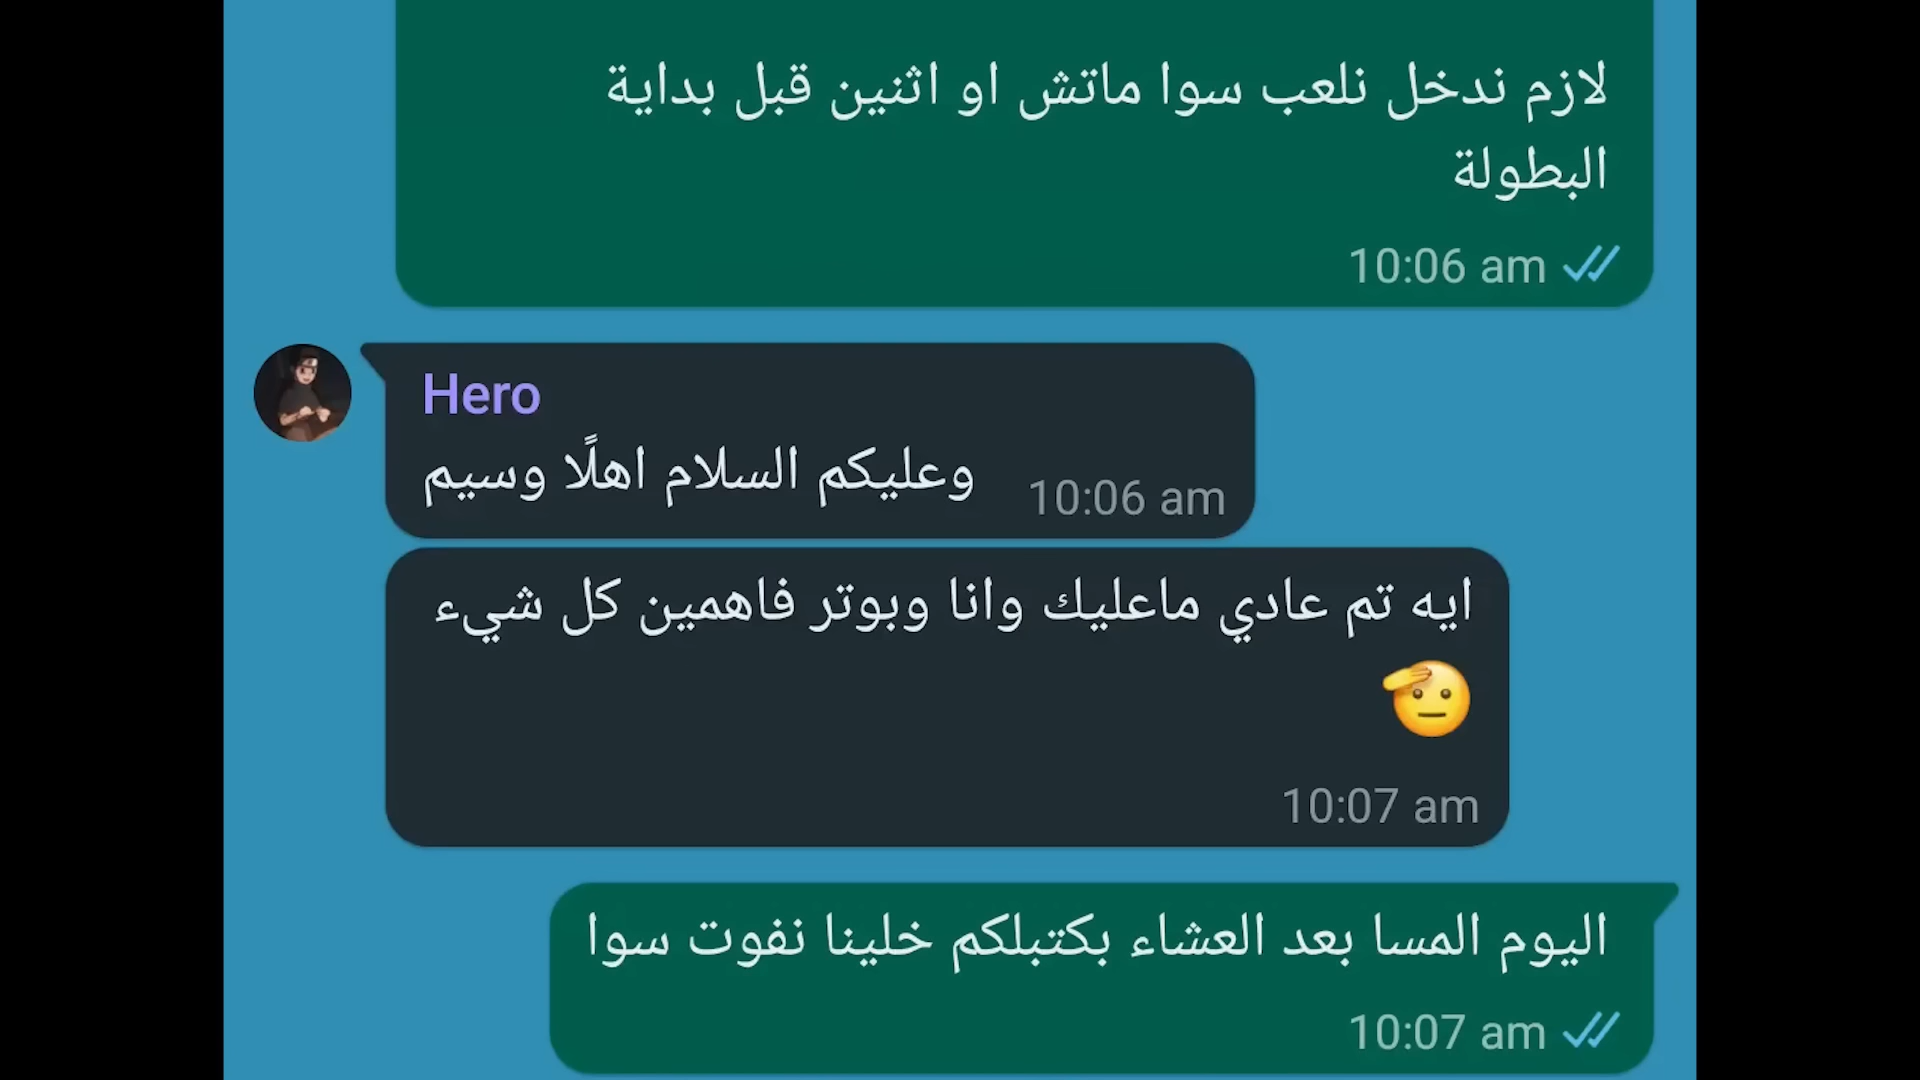 لازم ندخل نلعب سوا ماتش او اثنين قبل بداية
البطولة
10:06 am
Hero
وعليكم السلام اهلًا وسيم
10:06 am
ايه تم عادي ماعليك وانا وبوتر فاهمين كل شيء
🫡
10:07 am
اليوم المسا بعد العشاء بكتبلكم خلينا نفوت سوا
10:07 am